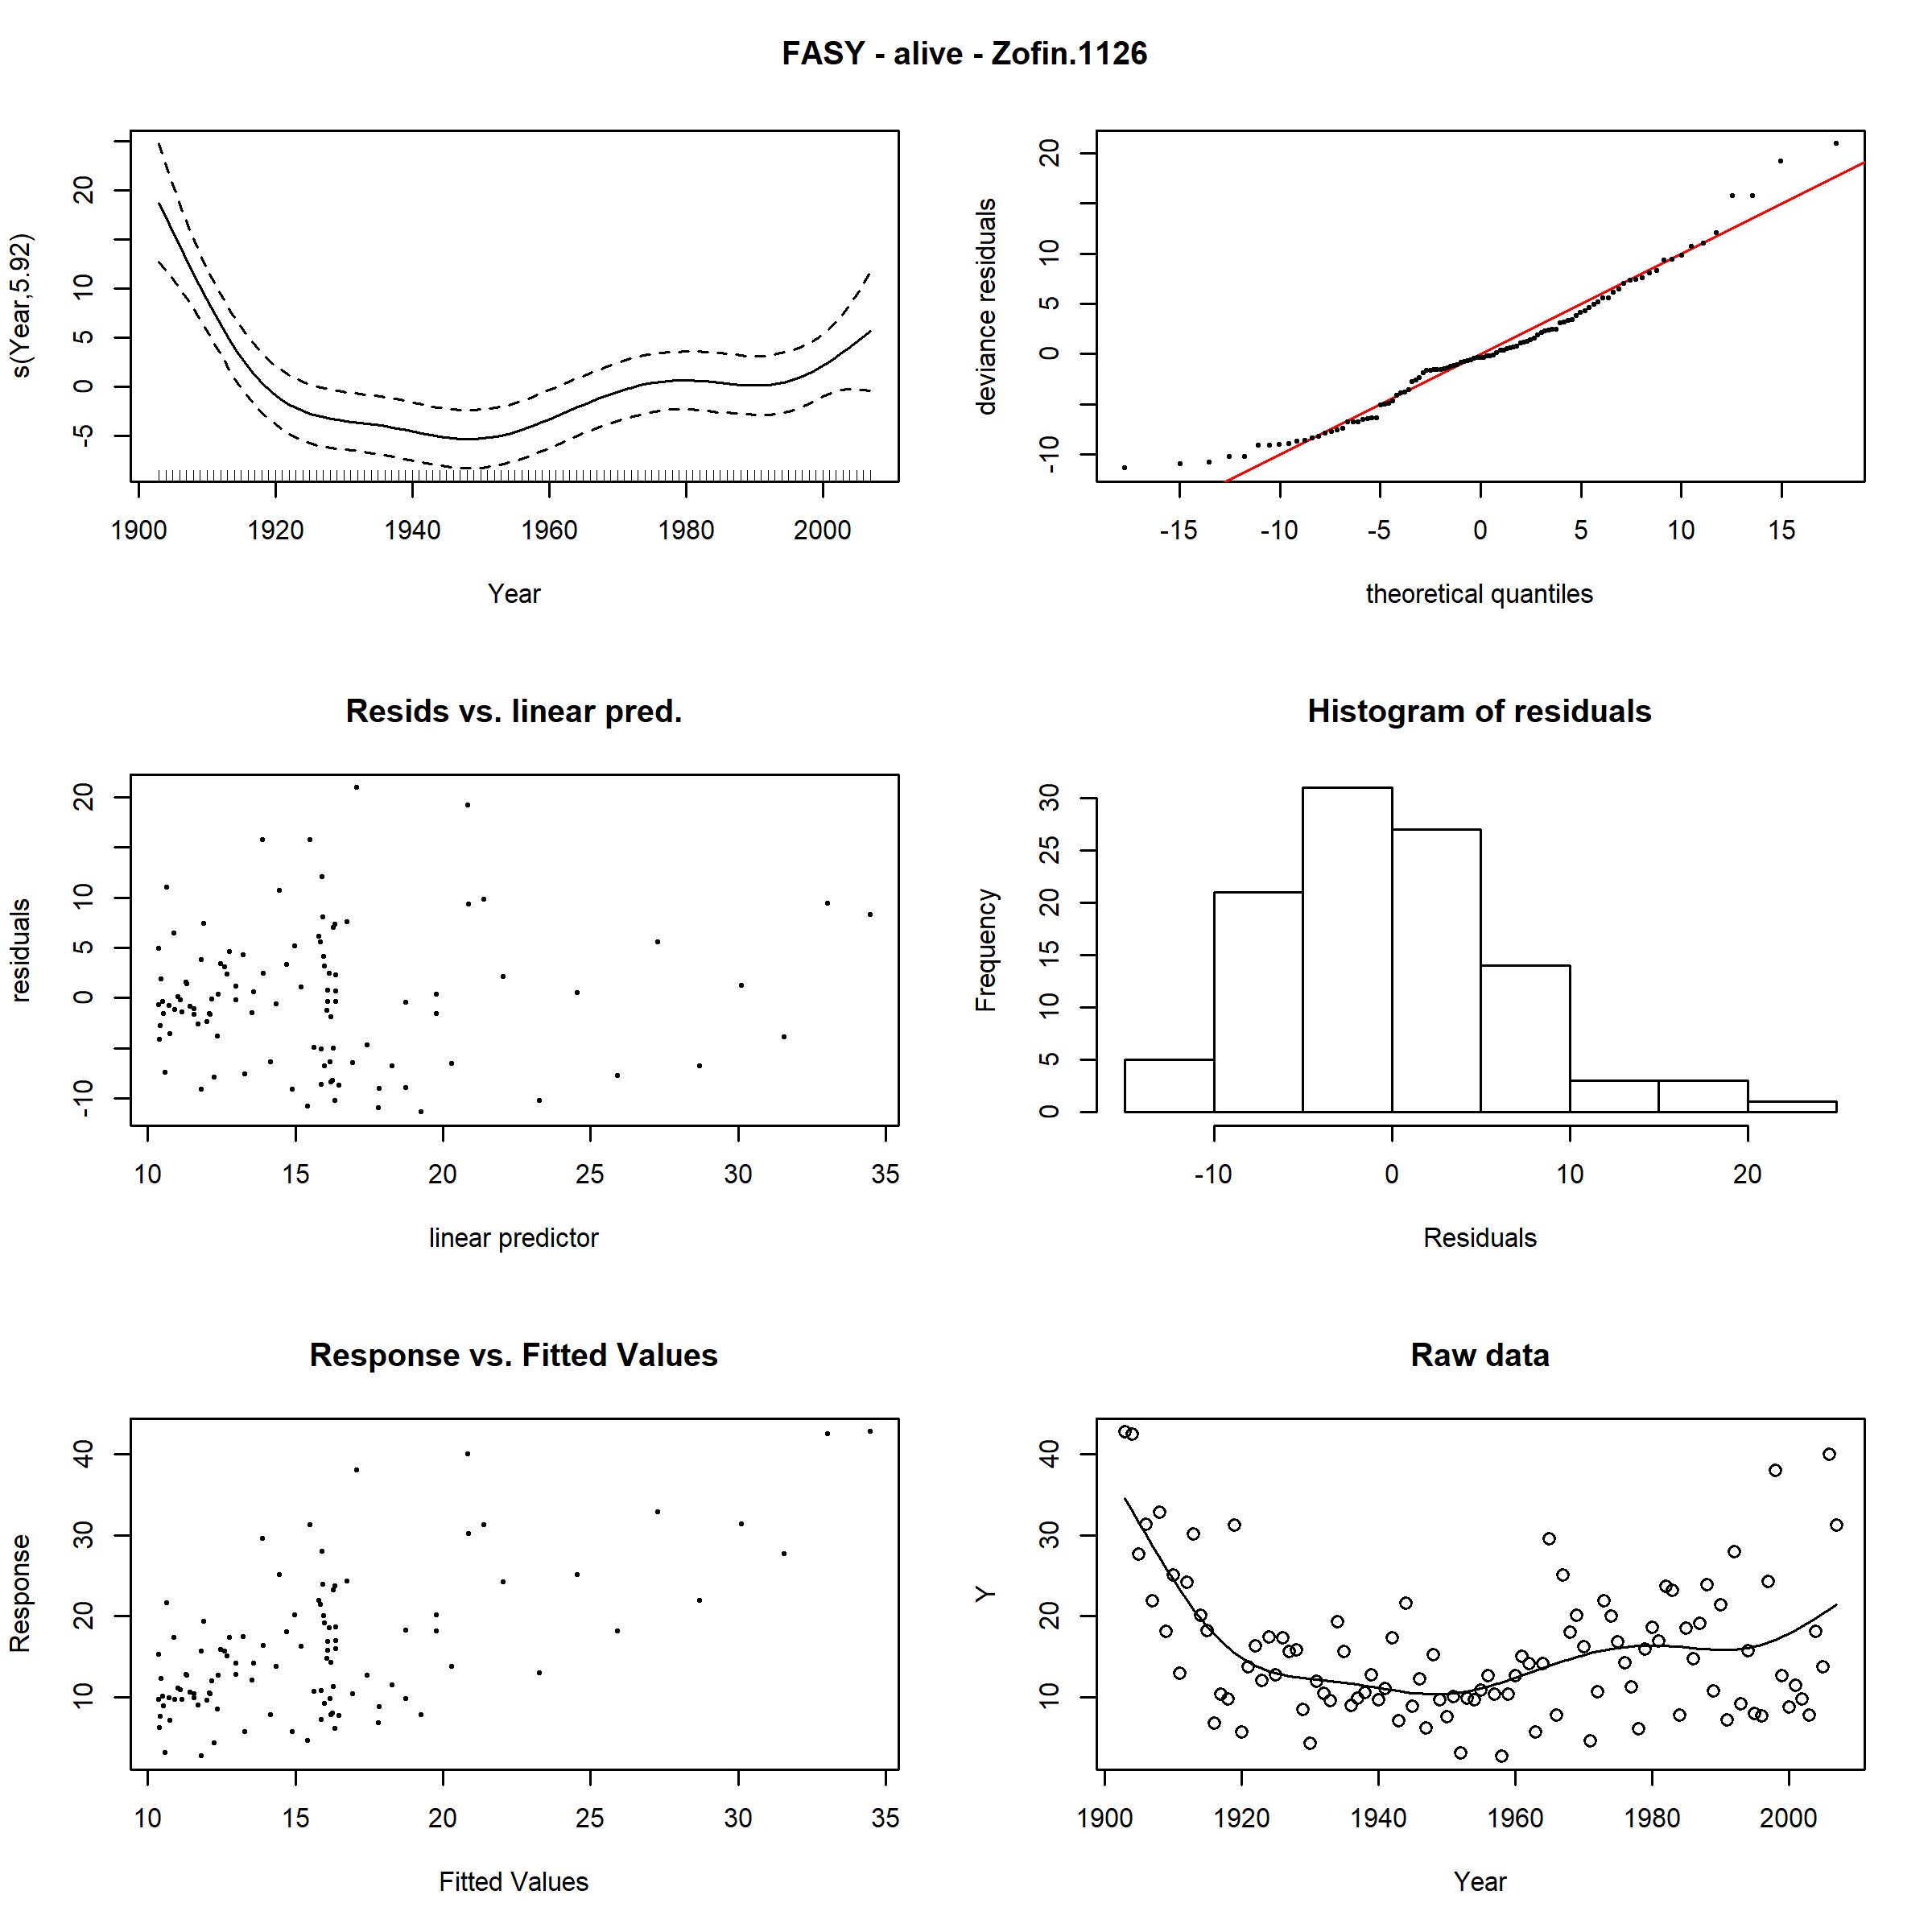 FASY - alive - Zofin.1126
s(Year,5.92)
-5 0 5 10 20
1900 1920 1940 1960 1980 2000
Year
deviance residuals
-10 0 5 10 20
-15 -10 -5 0 5 10 15
theoretical quantiles
Resids vs. linear pred.
residuals
-10 0 5 10 20
10 15 20 25 30 35
linear predictor
Histogram of residuals
Frequency
0 5 10 15 20 25 30
-10 0 10 20
Residuals
Response vs. Fitted Values
Response
10 20 30 40
10 15 20 25 30 35
Fitted Values
Raw data
Y
10 20 30 40
1900 1920 1940 1960 1980 2000
Year